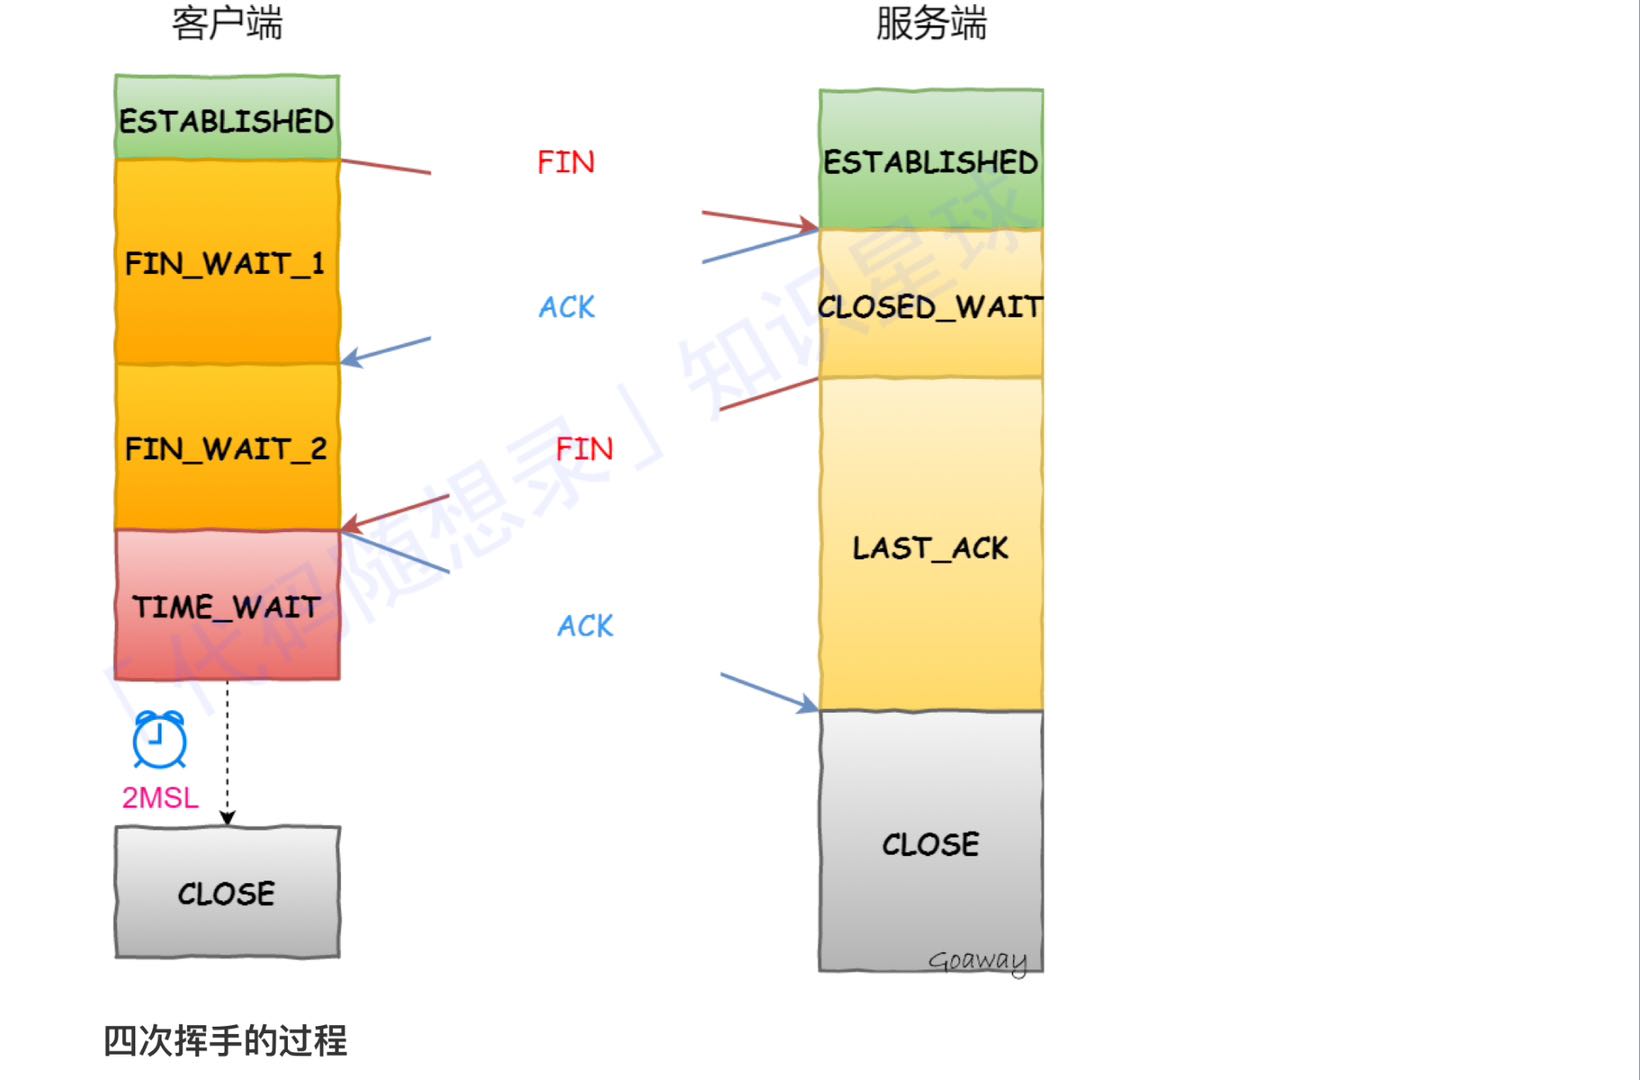 客户端
服务端
ESTABLISHED
ESTABLISHED
FIN
FIN_WAIT_1
ACK
CLOSED_WAIT
FIN_WAIT_2
FIN
LAST_ACK
TIME_WAIT
ACK
2MSL
CLOSE
CLOSE
Goaway
「代码随想录」知识星球
四次挥手的过程